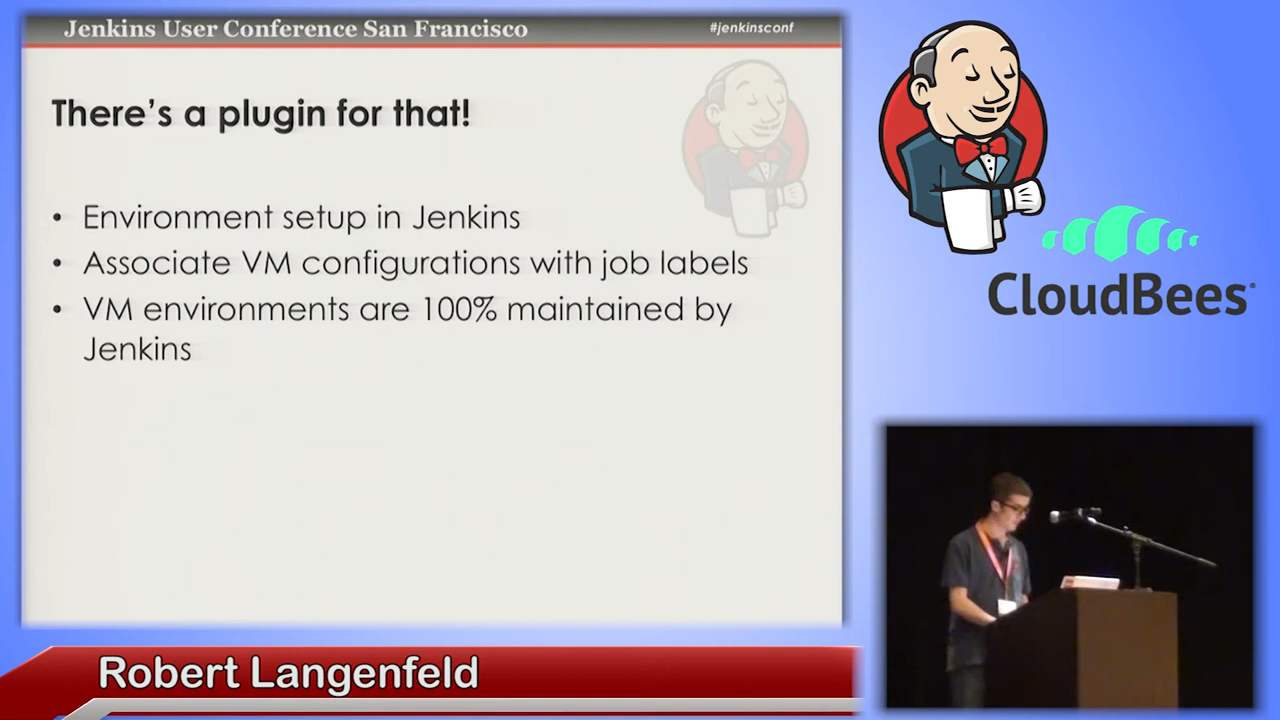 Jenkins User Conference San Francisco
#jenkinsconf
There's a plugin for that!
• Environment setup in Jenkins
• Associate VM configurations with job labels
• VM environments are 100% maintained by
Jenkins
CloudBees
Robert Langenfeld